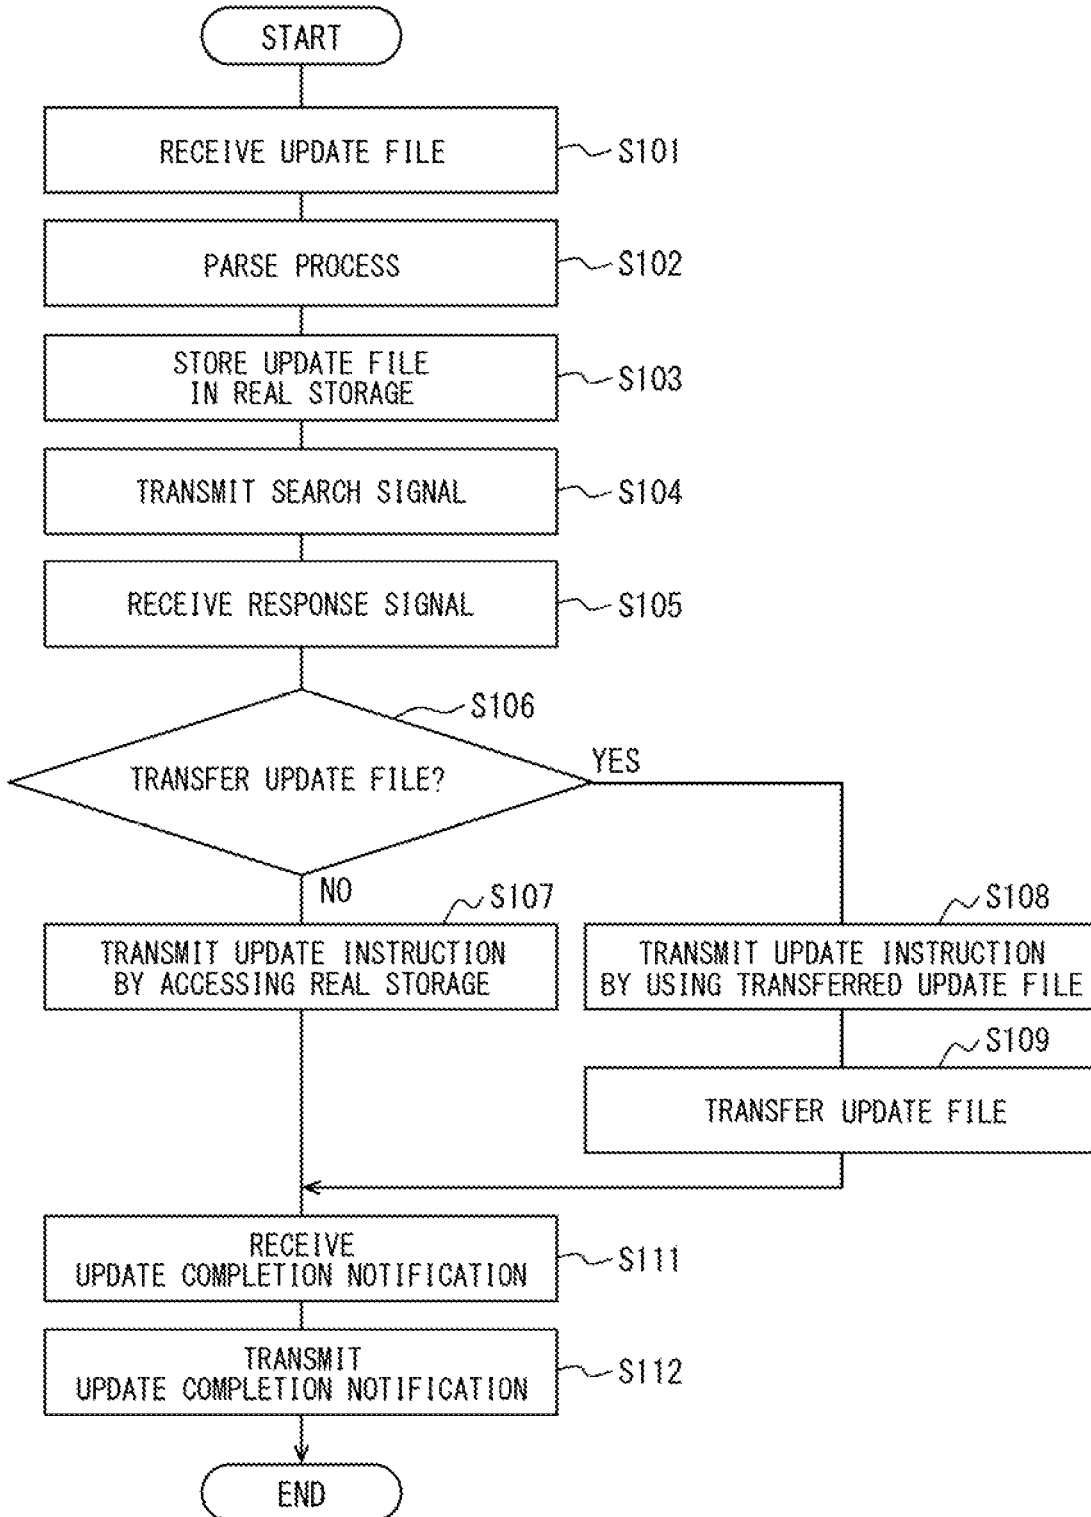 START
RECEIVE UPDATE FILE
S101
PARSE PROCESS
S102
STORE UPDATE FILE
IN REAL STORAGE
S103
TRANSMIT SEARCH SIGNAL
S104
RECEIVE RESPONSE SIGNAL
S105
S106
TRANSFER UPDATE FILE?
YES
NO
S107
TRANSMIT UPDATE INSTRUCTION
BY ACCESSING REAL STORAGE
S108
TRANSMIT UPDATE INSTRUCTION
BY USING TRANSFERRED UPDATE FILE
S109
TRANSFER UPDATE FILE
RECEIVE
UPDATE COMPLETION NOTIFICATION
S111
TRANSMIT
UPDATE COMPLETION NOTIFICATION
S112
END